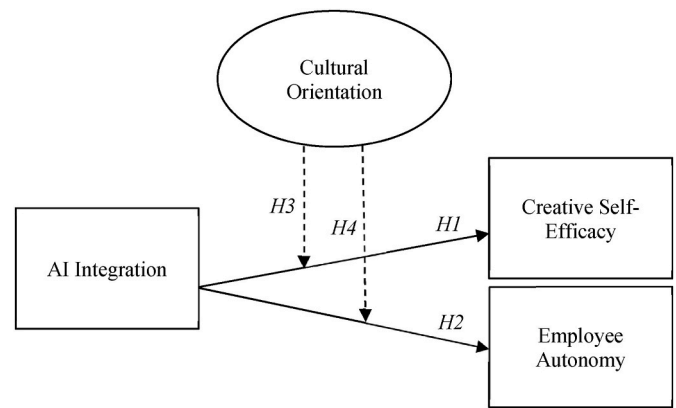 Cultural
Orientation
H3
H4
H1
Creative Self-
Efficacy
AI Integration
H2
Employee
Autonomy